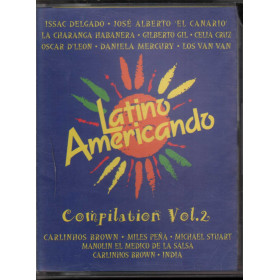 ISSAC DELGADO • JOSÉ ALBERTO "EL CANARIO"
LA CHARANGA HABANERA • GILBERTO GIL • CELIA CRUZ
OSCAR D'LEON • DANIELA MERCURY • LOS VAN VAN
Latino
Americando
Compilation Vol.2
CARLINHOS BROWN • MILES PEÑA • MICHAEL STUART
MANOLIN EL MEDICO DE LA SALSA
CARLINHOS BROWN • INDIA